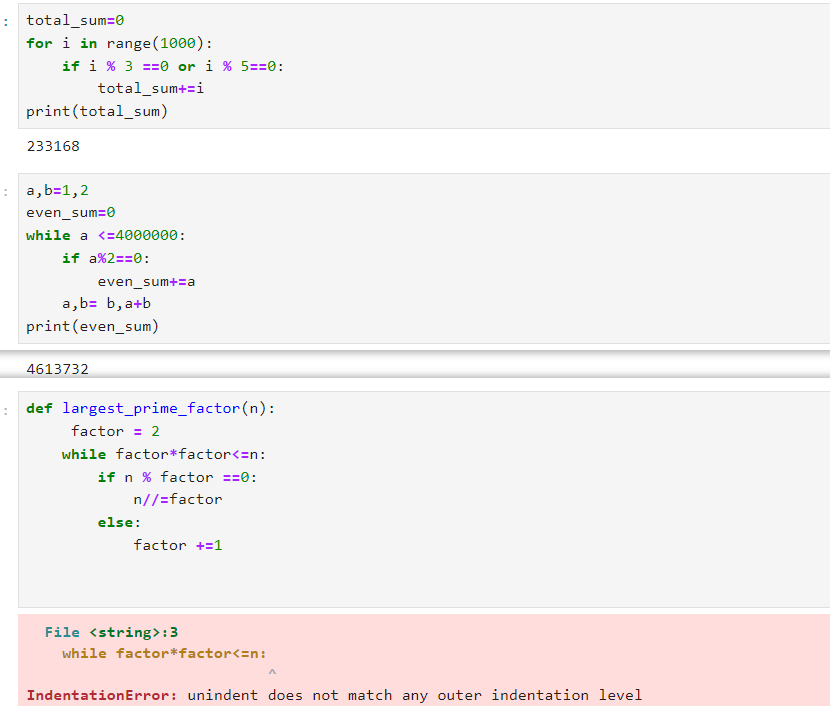 :
total_sum=0
for i in range(1000):
    if i % 3 ==0 or i % 5==0:
        total_sum+=i
print(total_sum)
233168
:
a,b=1,2
even_sum=0
while a <=4000000:
    if a%2==0:
        even_sum+=a
    a,b= b,a+b
print(even_sum)
4613732
:
def largest_prime_factor(n):
     factor = 2
    while factor*factor<=n:
        if n % factor ==0:
            n//=factor
        else:
            factor +=1
  File <string>:3
    while factor*factor<=n:
                           ^
IndentationError: unindent does not match any outer indentation level